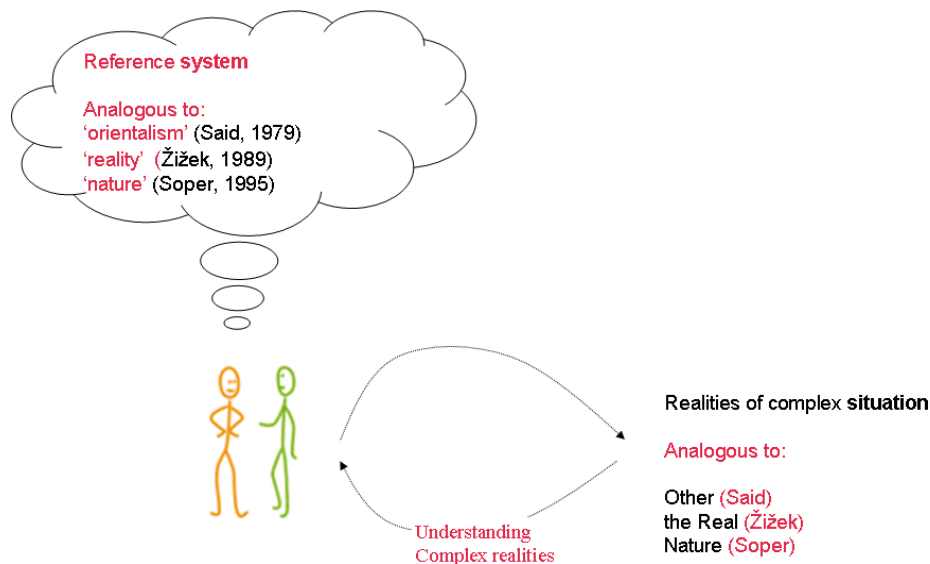 Reference system
Analogous to:
‘orientalism’ (Said, 1979)
‘reality’ (Žižek, 1989)
‘nature’ (Soper, 1995)
Realities of complex situation
Analogous to:
Other (Said)
the Real (Žižek)
Nature (Soper)
Understanding
Complex realities